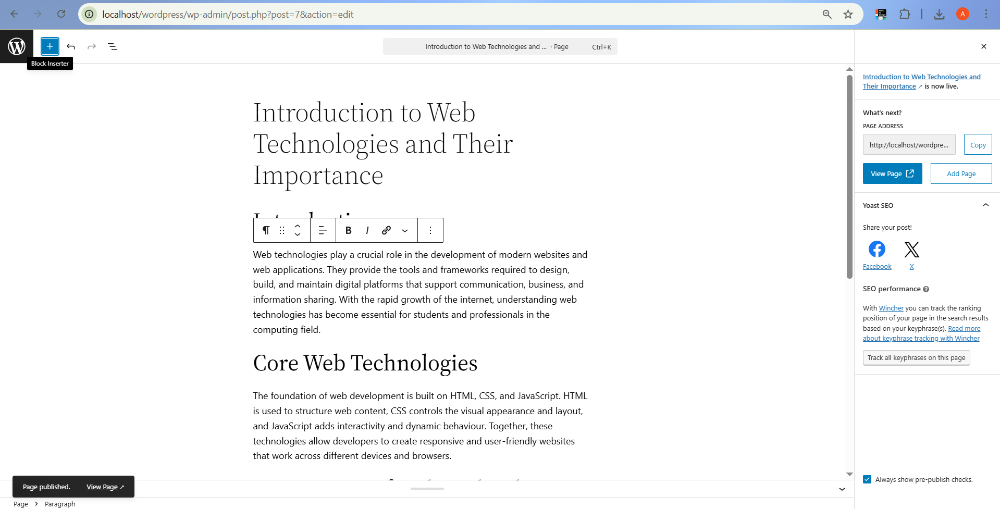 localhost/wordpress/wp-admin/post.php?post=7&action=edit
A
Block Inserter
Introduction to Web Technologies and ... · Page Ctrl+K
Introduction to Web
Technologies and Their
Importance
B I
Web technologies play a crucial role in the development of modern websites and
web applications. They provide the tools and frameworks required to design,
build, and maintain digital platforms that support communication, business, and
information sharing. With the rapid growth of the internet, understanding web
technologies has become essential for students and professionals in the
computing field.
Core Web Technologies
The foundation of web development is built on HTML, CSS, and JavaScript. HTML
is used to structure web content, CSS controls the visual appearance and layout,
and JavaScript adds interactivity and dynamic behaviour. Together, these
technologies allow developers to create responsive and user-friendly websites
that work across different devices and browsers.
Page published. View Page ↗
Page > Paragraph
Introduction to Web Technologies and
Their Importance ↗ is now live.
What's next?
PAGE ADDRESS
http://localhost/wordpre... Copy
View Page Add Page
Yoast SEO
Share your post!
Facebook X
SEO performance
With Wincher you can track the ranking
position of your page in the search results
based on your keyphrase(s). Read more
about keyphrase tracking with Wincher
Track all keyphrases on this page
Always show pre-publish checks.